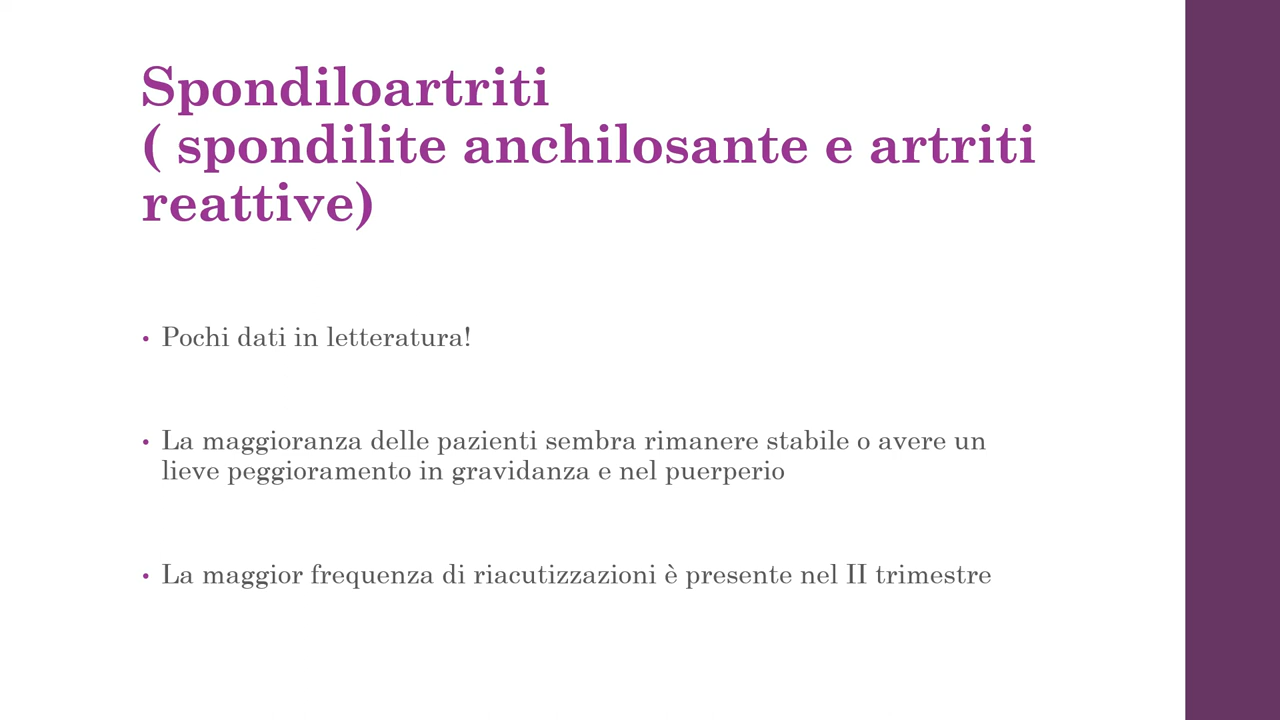 Spondiloartriti
( spondilite anchilosante e artriti
reattive)
• Pochi dati in letteratura!
• La maggioranza delle pazienti sembra rimanere stabile o avere un
lieve peggioramento in gravidanza e nel puerperio
• La maggior frequenza di riacutizzazioni è presente nel II trimestre